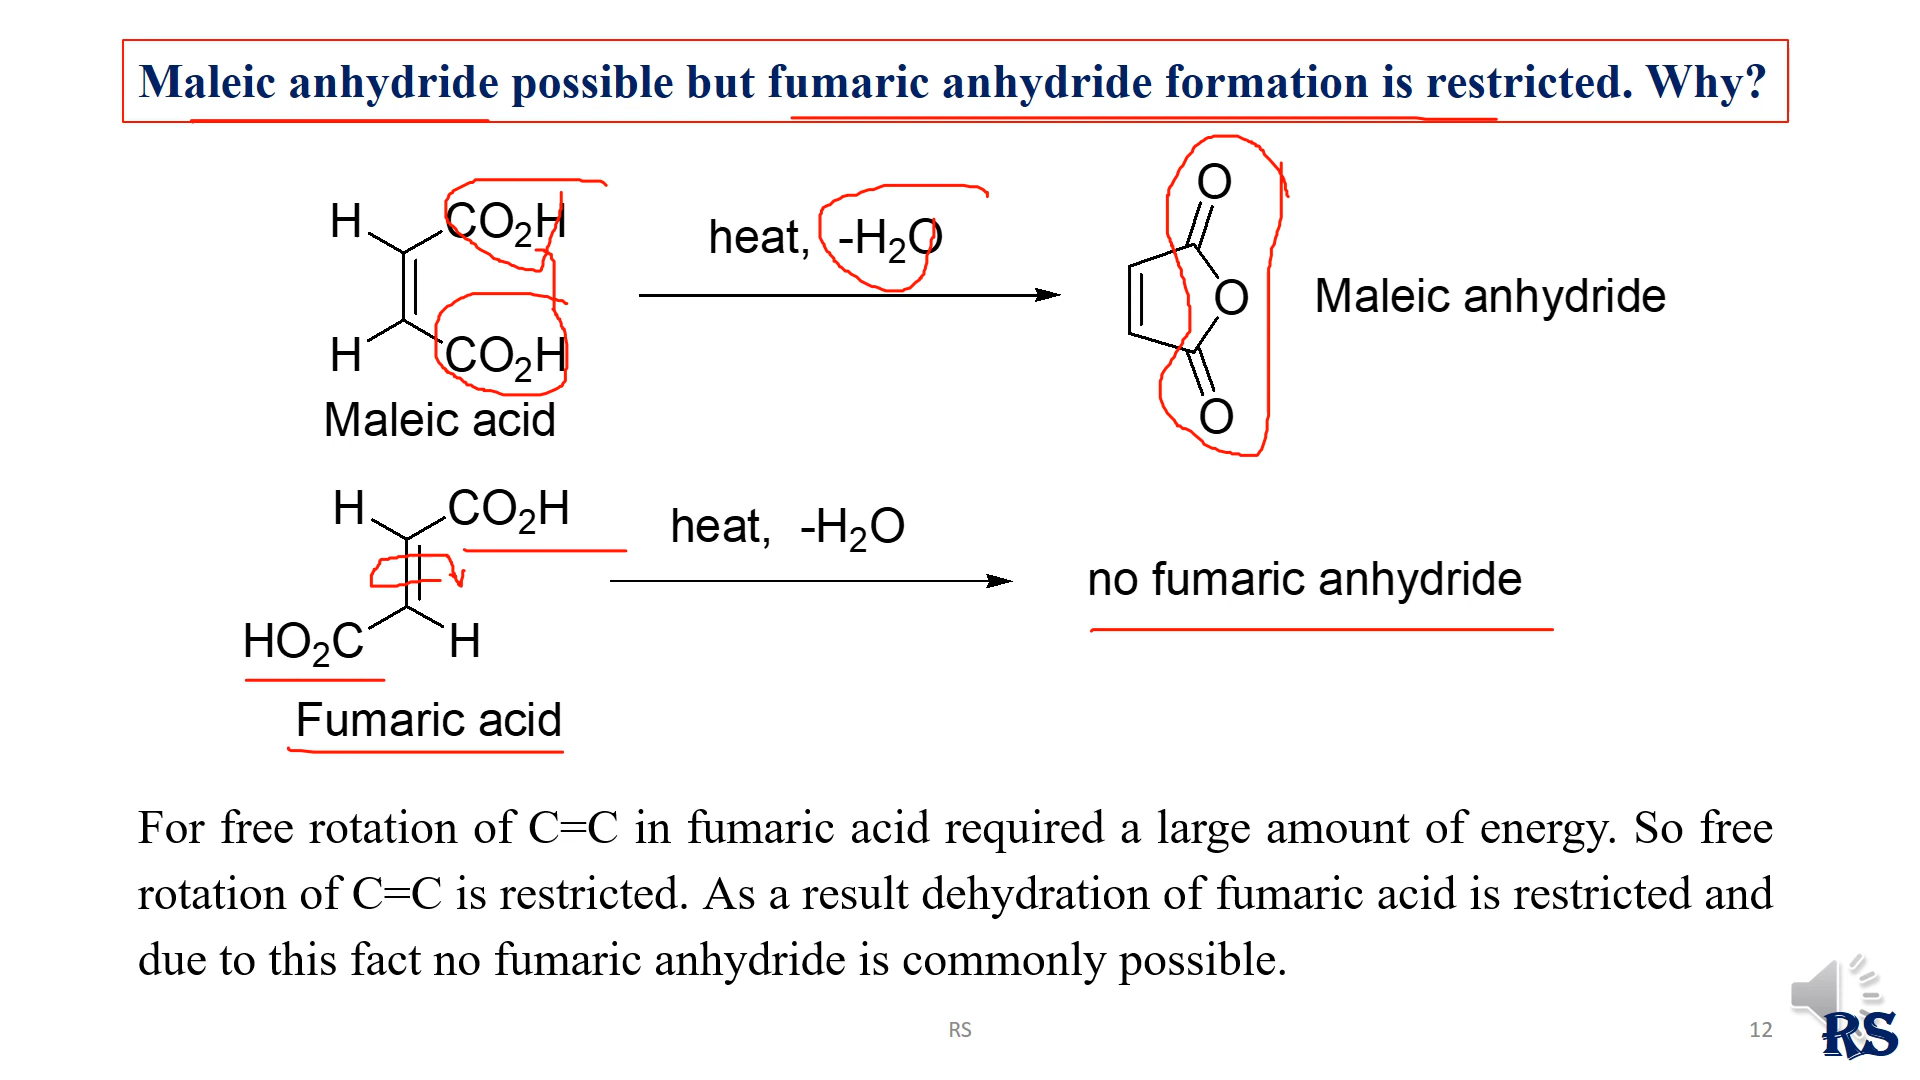 Maleic anhydride possible but fumaric anhydride formation is restricted. Why?
H CO2H
heat, -H2O
H CO2H
O
O
O
Maleic anhydride
Maleic acid
H CO2H
heat, -H2O
no fumaric anhydride
HO2C H
Fumaric acid
For free rotation of C=C in fumaric acid required a large amount of energy. So free
rotation of C=C is restricted. As a result dehydration of fumaric acid is restricted and
due to this fact no fumaric anhydride is commonly possible.
RS
12
RS